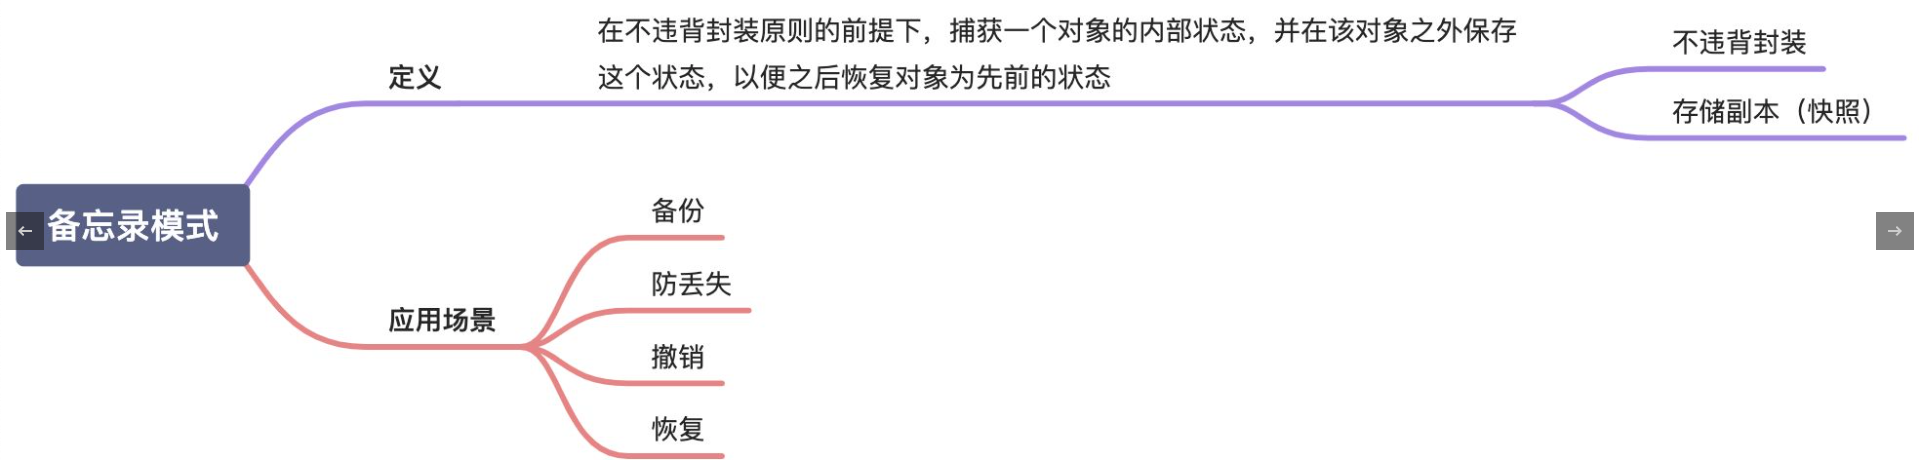 备忘录模式
定义
在不违背封装原则的前提下，捕获一个对象的内部状态，并在该对象之外保存
这个状态，以便之后恢复对象为先前的状态
不违背封装
存储副本（快照）
应用场景
备份
防丢失
撤销
恢复